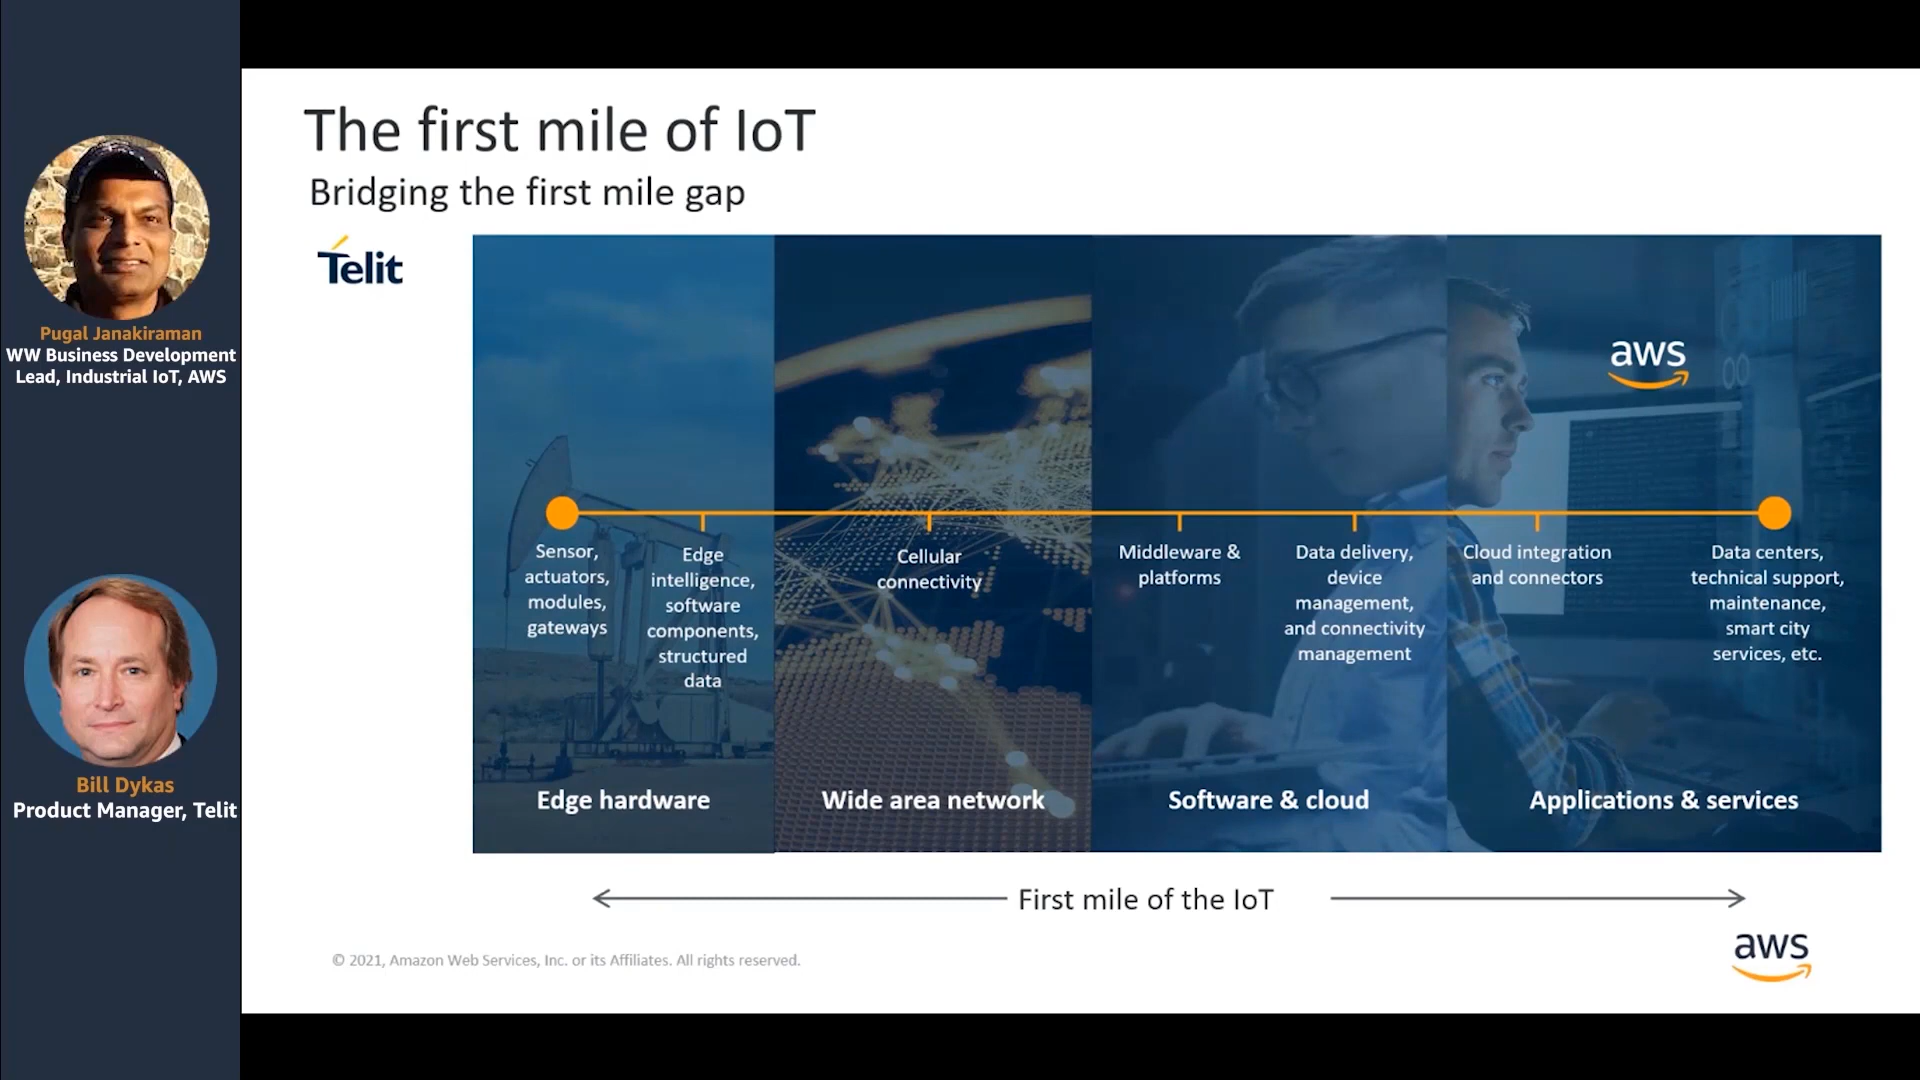 Pugal Janakiraman
WW Business Development
Lead, Industrial IoT, AWS
Bill Dykas
Product Manager, Telit
The first mile of IoT
Bridging the first mile gap
Telit
aws
Sensor,
actuators,
modules,
gateways
Edge
intelligence,
software
components,
structured
data
Cellular
connectivity
Middleware &
platforms
Data delivery,
device
management,
and connectivity
management
Cloud integration
and connectors
Data centers,
technical support,
maintenance,
smart city
services, etc.
Edge hardware
Wide area network
Software & cloud
Applications & services
First mile of the IoT
© 2021, Amazon Web Services, Inc. or its Affiliates. All rights reserved.
aws